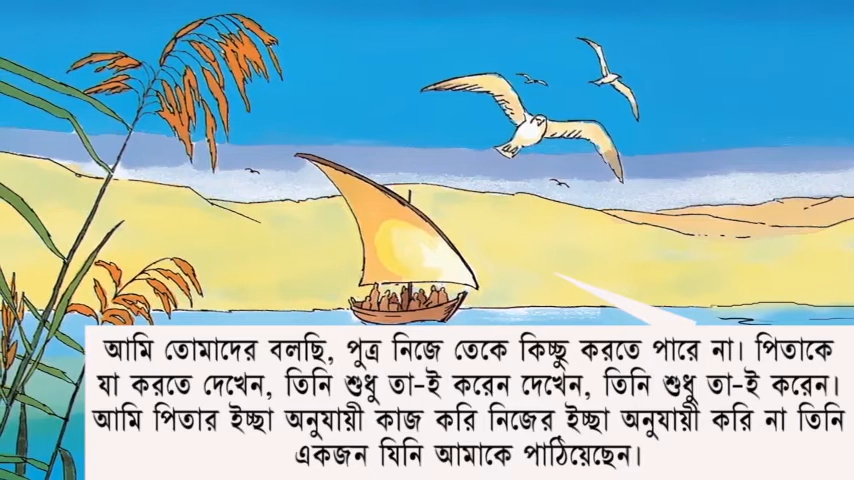 আমি তোমাদের বলছি, পুত্র নিজে তেকে কিচ্ছু করতে পারে না। পিতাকে
যা করতে দেখেন, তিনি শুধু তা-ই করেন দেখেন, তিনি শুধু তা-ই করেন।
আমি পিতার ইচ্ছা অনুযায়ী কাজ করি নিজের ইচ্ছা অনুযায়ী করি না তিনি
একজন যিনি আমাকে পাঠিয়েছেন।